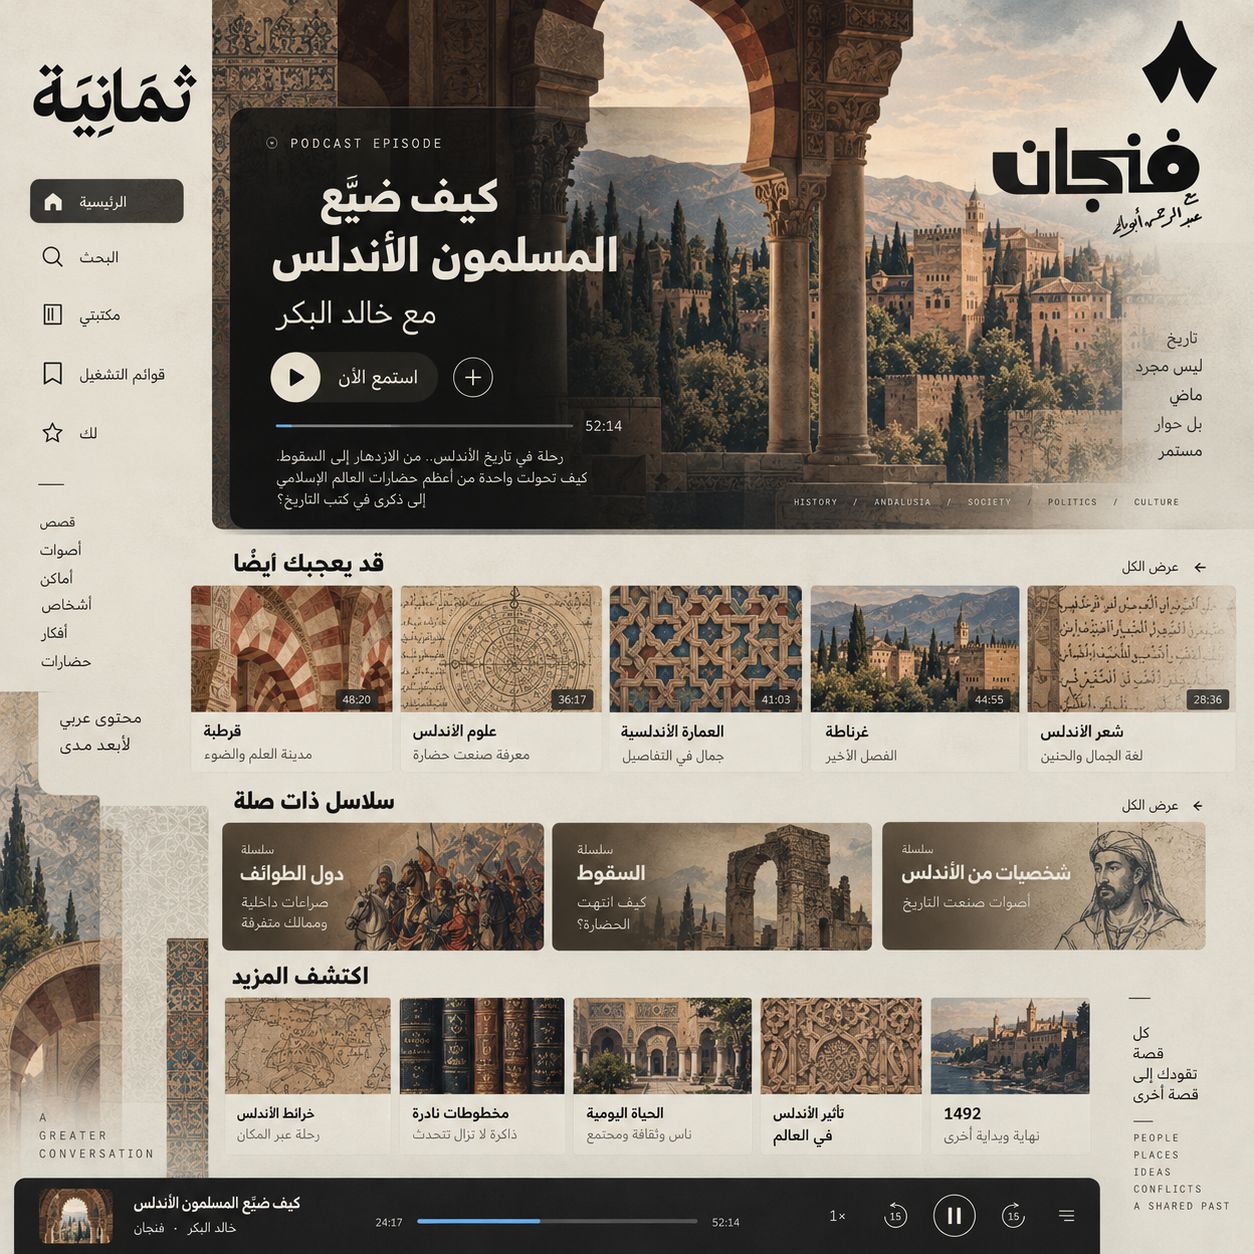 ثمَانِيَة
الرئيسية
البحث
مكتبتي
قوائم التشغيل
لك
قصص
أصوات
أماكن
أشخاص
أفكار
حضارات
محتوى عربي
لأبعد مدى
A
GREATER
CONVERSATION
PODCAST EPISODE
كيف ضيَّع
المسلمون الأندلس
مع خالد البكر
استمع الأن
52:14
رحلة في تاريخ الأندلس.. من الازدهار إلى السقوط.
كيف تحولت واحدة من أعظم حضارات العالم الإسلامي
إلى ذكرى في كتب التاريخ؟
فنجان
تاريخ
ليس مجرد
ماضٍ
بل حوار
مستمر
HISTORY / ANDALUSIA / SOCIETY / POLITICS / CULTURE
قد يعجبك أيضًا
عرض الكل
48:20
قرطبة
مدينة العلم والضوء
36:17
علوم الأندلس
معرفة صنعت حضارة
41:03
العمارة الأندلسية
جمال في التفاصيل
44:55
غرناطة
الفصل الأخير
28:36
شعر الأندلس
لغة الجمال والحنين
سلاسل ذات صلة
عرض الكل
سلسلة
دول الطوائف
صراعات داخلية
وممالك متفرقة
سلسلة
السقوط
كيف انتهت
الحضارة؟
سلسلة
شخصيات من الأندلس
أصوات صنعت التاريخ
اكتشف المزيد
خرائط الأندلس
رحلة عبر المكان
مخطوطات نادرة
ذاكرة لا تزال تتحدث
الحياة اليومية
ناس وثقافة ومجتمع
تأثير الأندلس
في العالم
1492
نهاية وبداية أخرى
كل
قصة
تقودك إلى
قصة أخرى
PEOPLE
PLACES
IDEAS
CONFLICTS
A SHARED PAST
كيف ضيَّع المسلمون الأندلس
خالد البكر · فنجان
24:17
52:14
1×
15
15